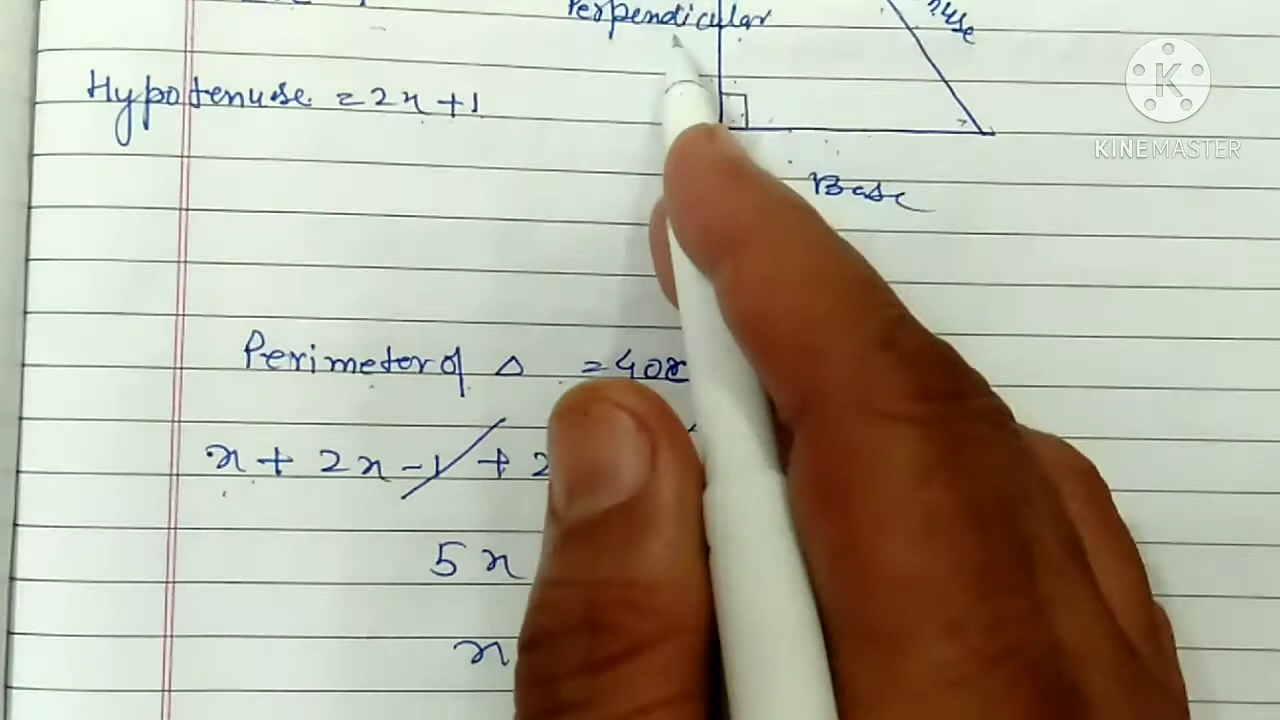 Perpendicular
Hypotenuse = 2x + 1
K
KINEMASTER
Base
Perimeter of △ = 40
x + 2x - 1 + 2
5x
x